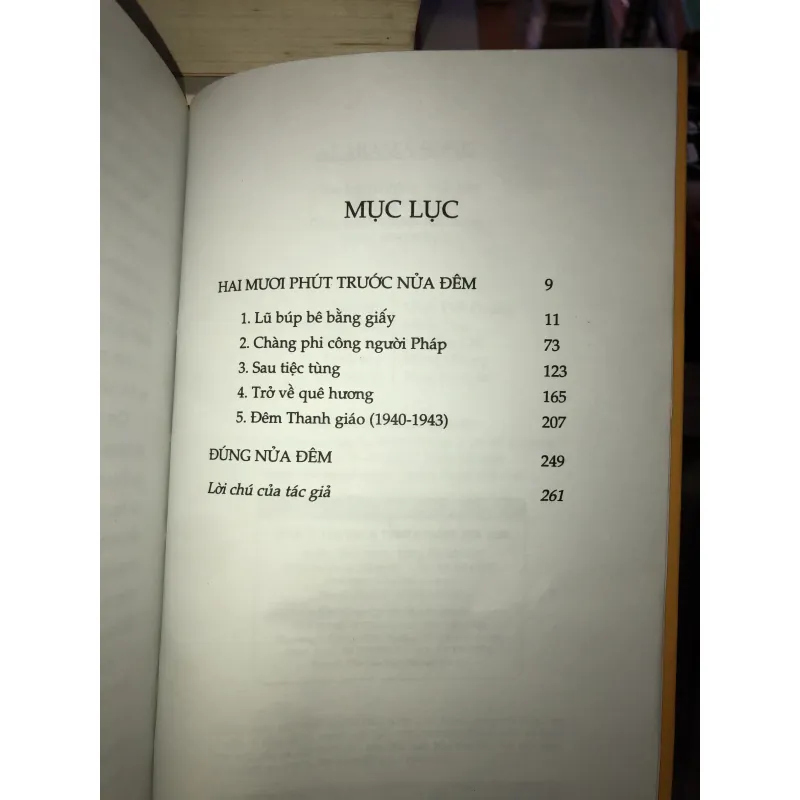 MỤC LỤC
HAI MƯƠI PHÚT TRƯỚC NỬA ĐÊM 9
1. Lũ búp bê bằng giấy 11
2. Chàng phi công người Pháp 73
3. Sau tiệc tùng 123
4. Trở về quê hương 165
5. Đêm Thanh giáo (1940-1943) 207
ĐÚNG NỬA ĐÊM 249
Lời chú của tác giả 261